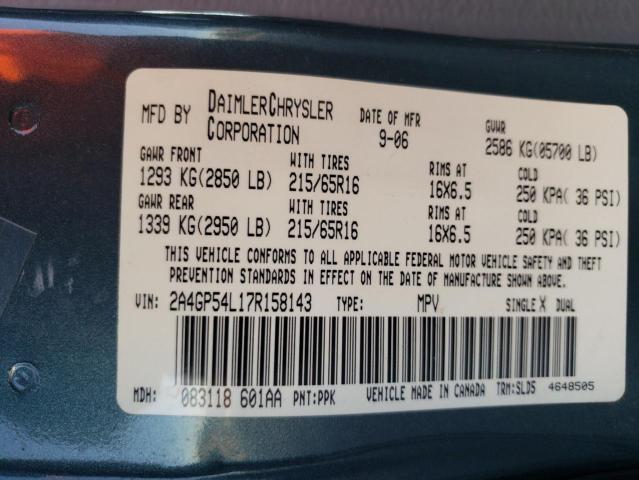 MFD BY DAIMLERCHRYSLER CORPORATION DATE OF MFR 9-06 GVWR 2586 KG(05700 LB)
GAWR FRONT WITH TIRES RIMS AT COLD
1293 KG(2850 LB) 215/65R16 16X6.5 250 KPA( 36 PSI)
GAWR REAR WITH TIRES RIMS AT COLD
1339 KG(2950 LB) 215/65R16 16X6.5 250 KPA( 36 PSI)
THIS VEHICLE CONFORMS TO ALL APPLICABLE FEDERAL MOTOR VEHICLE SAFETY AND THEFT
PREVENTION STANDARDS IN EFFECT ON THE DATE OF MANUFACTURE SHOWN ABOVE.
VIN: 2A4GP54L17R158143 TYPE: MPV SINGLE X DUAL
MDH: 083118 601AA PNT:PPK VEHICLE MADE IN CANADA TRM:SLD5 4648505